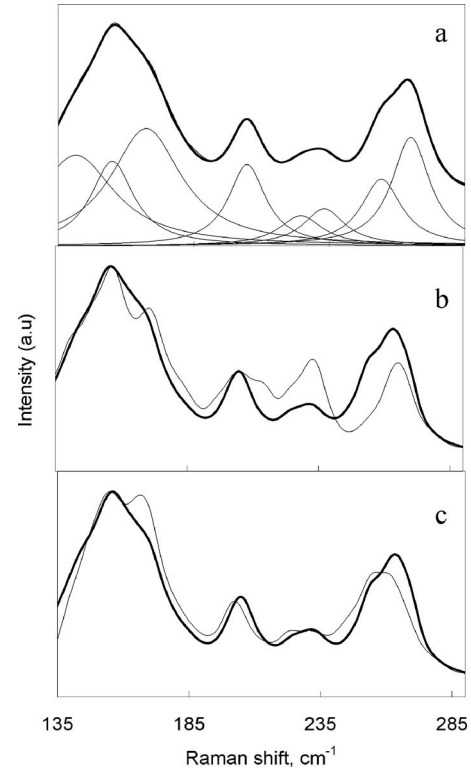 a
b
c
Intensity (a.u)
135 185 235 285
Raman shift, cm⁻¹